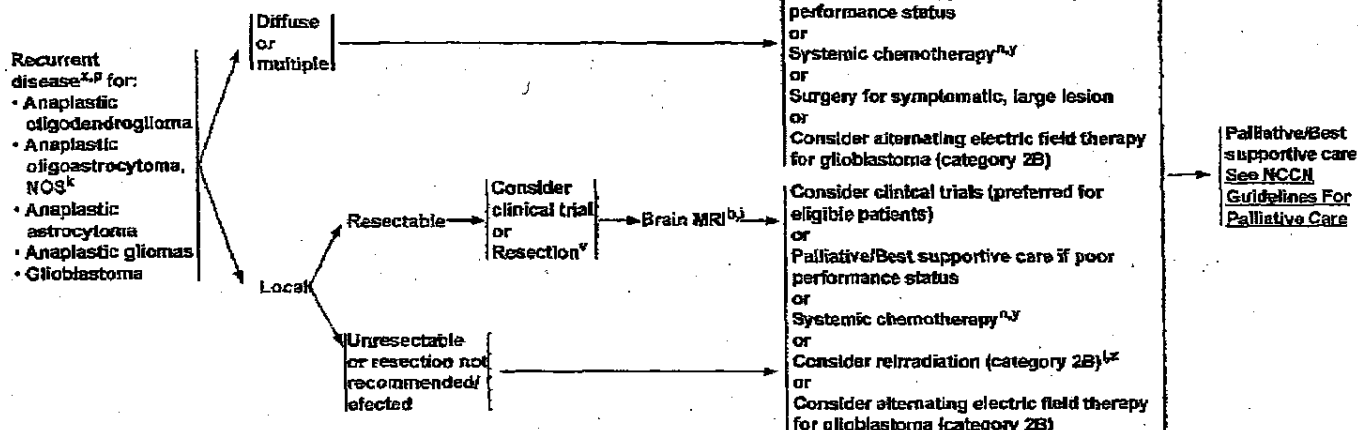 Recurrent
disease^x,p for:
• Anaplastic
oligodendroglioma
• Anaplastic
oligoastrocytoma,
NOS^k
• Anaplastic
astrocytoma
• Anaplastic gliomas
• Glioblastoma
Diffuse
or
multiple
Local
Resectable
Unresectable
or resection not
recommended/
elected
Consider
clinical trial
or
Resection^v
Brain MRI^b,j
performance status
or
Systemic chemotherapy^n,y
or
Surgery for symptomatic, large lesion
or
Consider alternating electric field therapy
for glioblastoma (category 2B)
Consider clinical trials (preferred for
eligible patients)
or
Palliative/Best supportive care if poor
performance status
or
Systemic chemotherapy^n,y
or
Consider reirradiation (category 2B)^l,z
or
Consider alternating electric field therapy
for glioblastoma (category 2B)
Palliative/Best
supportive care
See NCCN
Guidelines For
Palliative Care